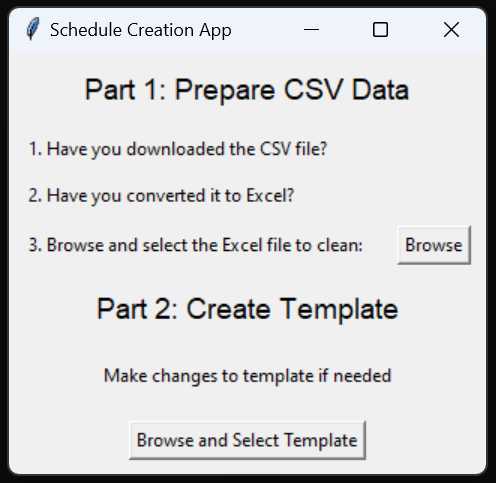 Schedule Creation App
Part 1: Prepare CSV Data
1. Have you downloaded the CSV file?
2. Have you converted it to Excel?
3. Browse and select the Excel file to clean: Browse
Part 2: Create Template
Make changes to template if needed
Browse and Select Template